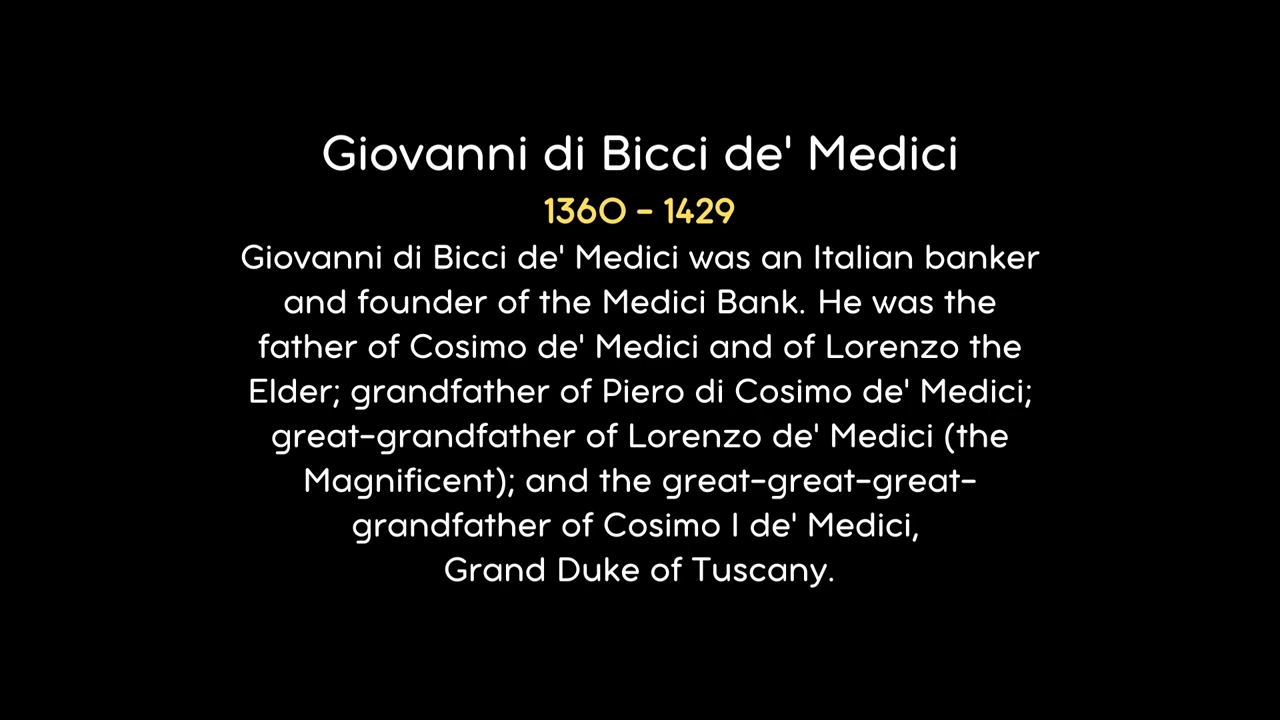 Giovanni di Bicci de' Medici
1360 - 1429
Giovanni di Bicci de' Medici was an Italian banker
and founder of the Medici Bank. He was the
father of Cosimo de' Medici and of Lorenzo the
Elder; grandfather of Piero di Cosimo de' Medici;
great-grandfather of Lorenzo de' Medici (the
Magnificent); and the great-great-great-
grandfather of Cosimo I de' Medici,
Grand Duke of Tuscany.